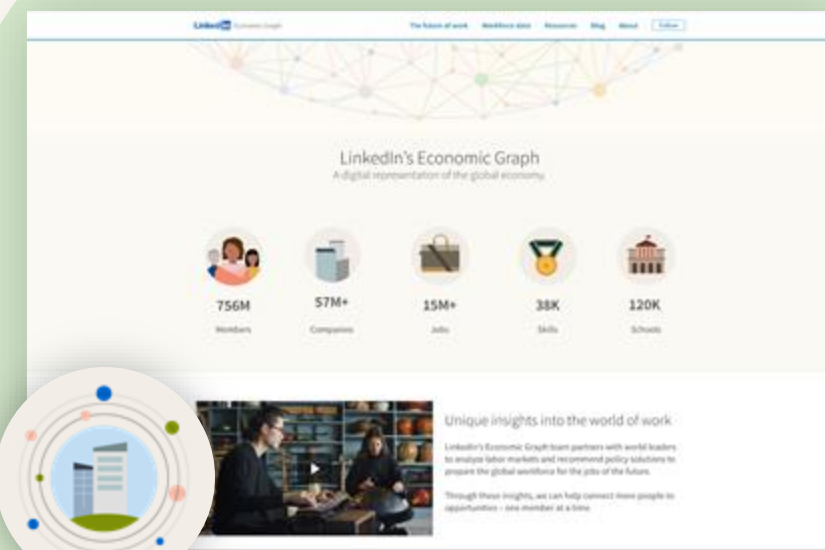 LinkedIn Economic Graph
The future of work Workforce data Resources Blog About Follow
LinkedIn's Economic Graph
A digital representation of the global economy.
756M 57M+ 15M+ 38K 120K
Members Companies Jobs Skills Schools
Unique insights into the world of work
LinkedIn's Economic Graph team partners with world leaders
to analyze labor markets and recommend policy solutions to
prepare the global workforce for the jobs of the future.
Through these insights, we can help connect more people to
opportunities – one member at a time.